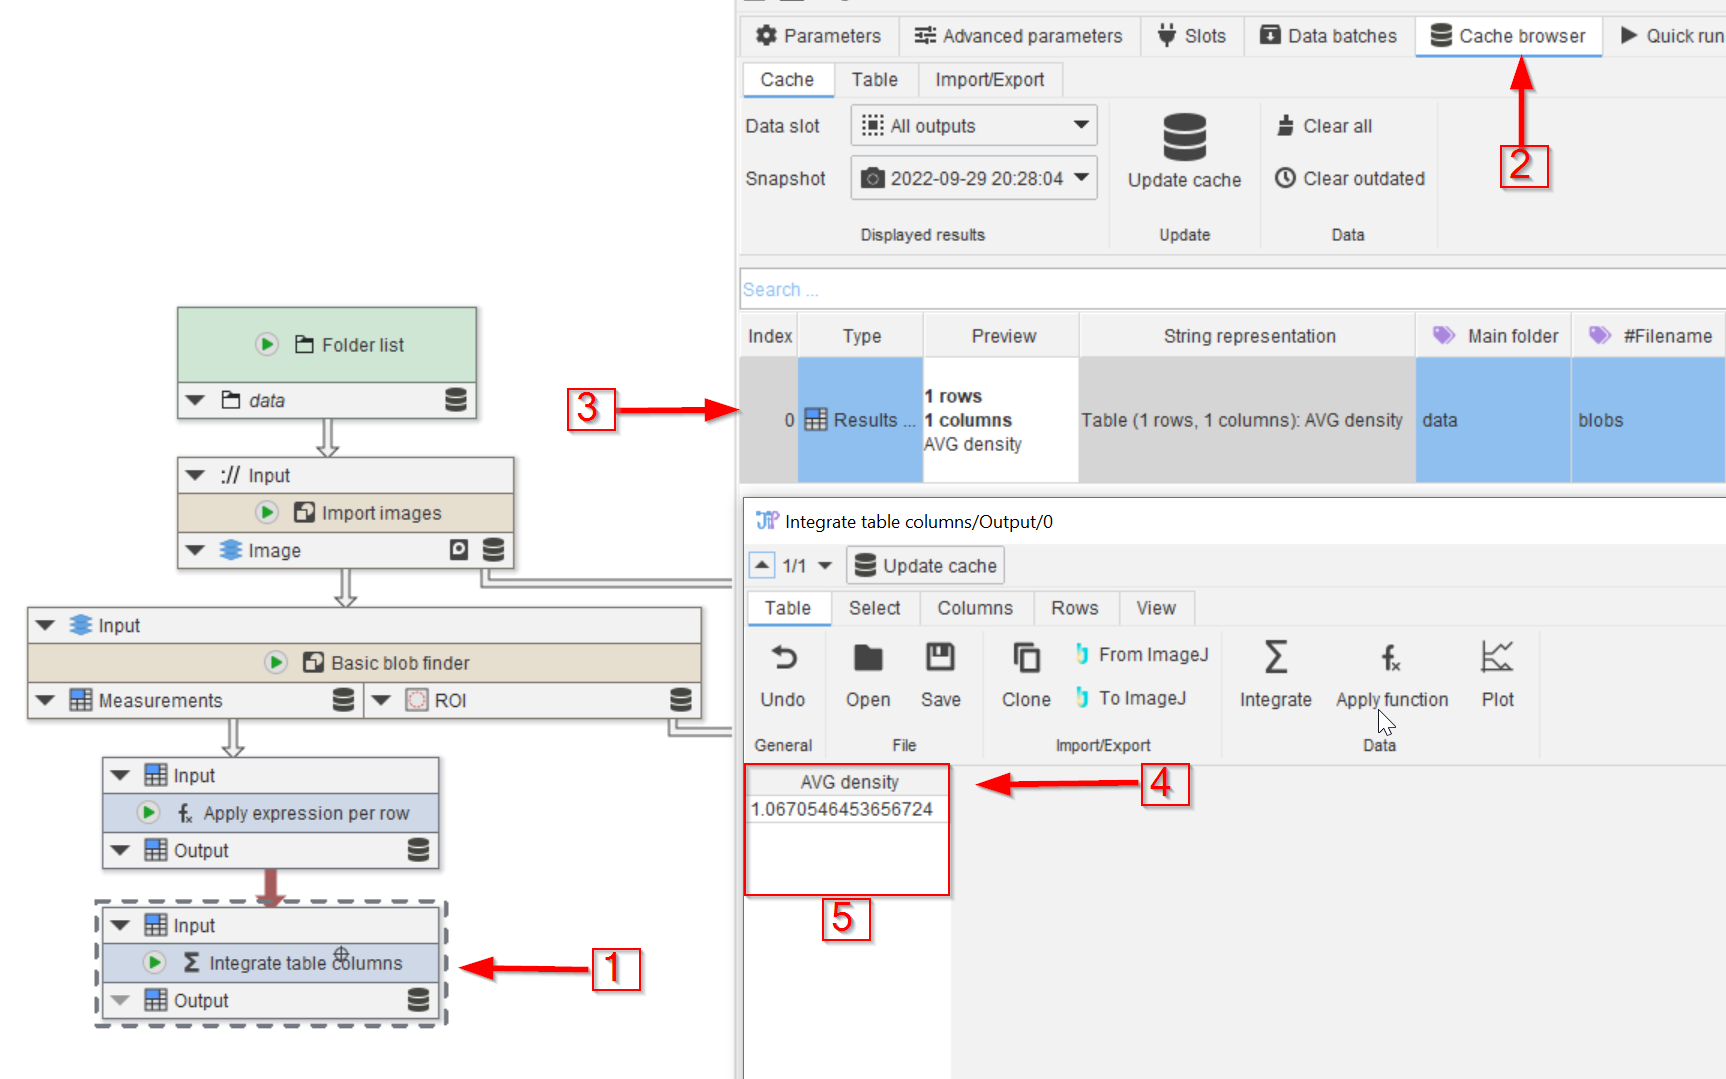 Parameters
Advanced parameters
Slots
Data batches
Cache browser
Quick run
Cache
Table
Import/Export
Data slot
All outputs
Snapshot
2022-09-29 20:28:04
Displayed results
Update cache
Update
Clear all
Clear outdated
Data
2
Search ...
Index
Type
Preview
String representation
Main folder
#Filename
0
Results ...
1 rows
1 columns
AVG density
Table (1 rows, 1 columns): AVG density
data
blobs
3
Folder list
data
:// Input
Import images
Image
Input
Basic blob finder
Measurements
ROI
Input
fx Apply expression per row
Output
Input
Σ Integrate table columns
Output
1
JIP Integrate table columns/Output/0
1/1
Update cache
Table
Select
Columns
Rows
View
Undo
General
Open
Save
File
Clone
From ImageJ
To ImageJ
Import/Export
Σ
Integrate
fx
Apply function
Plot
Data
AVG density
1.0670546453656724
4
5